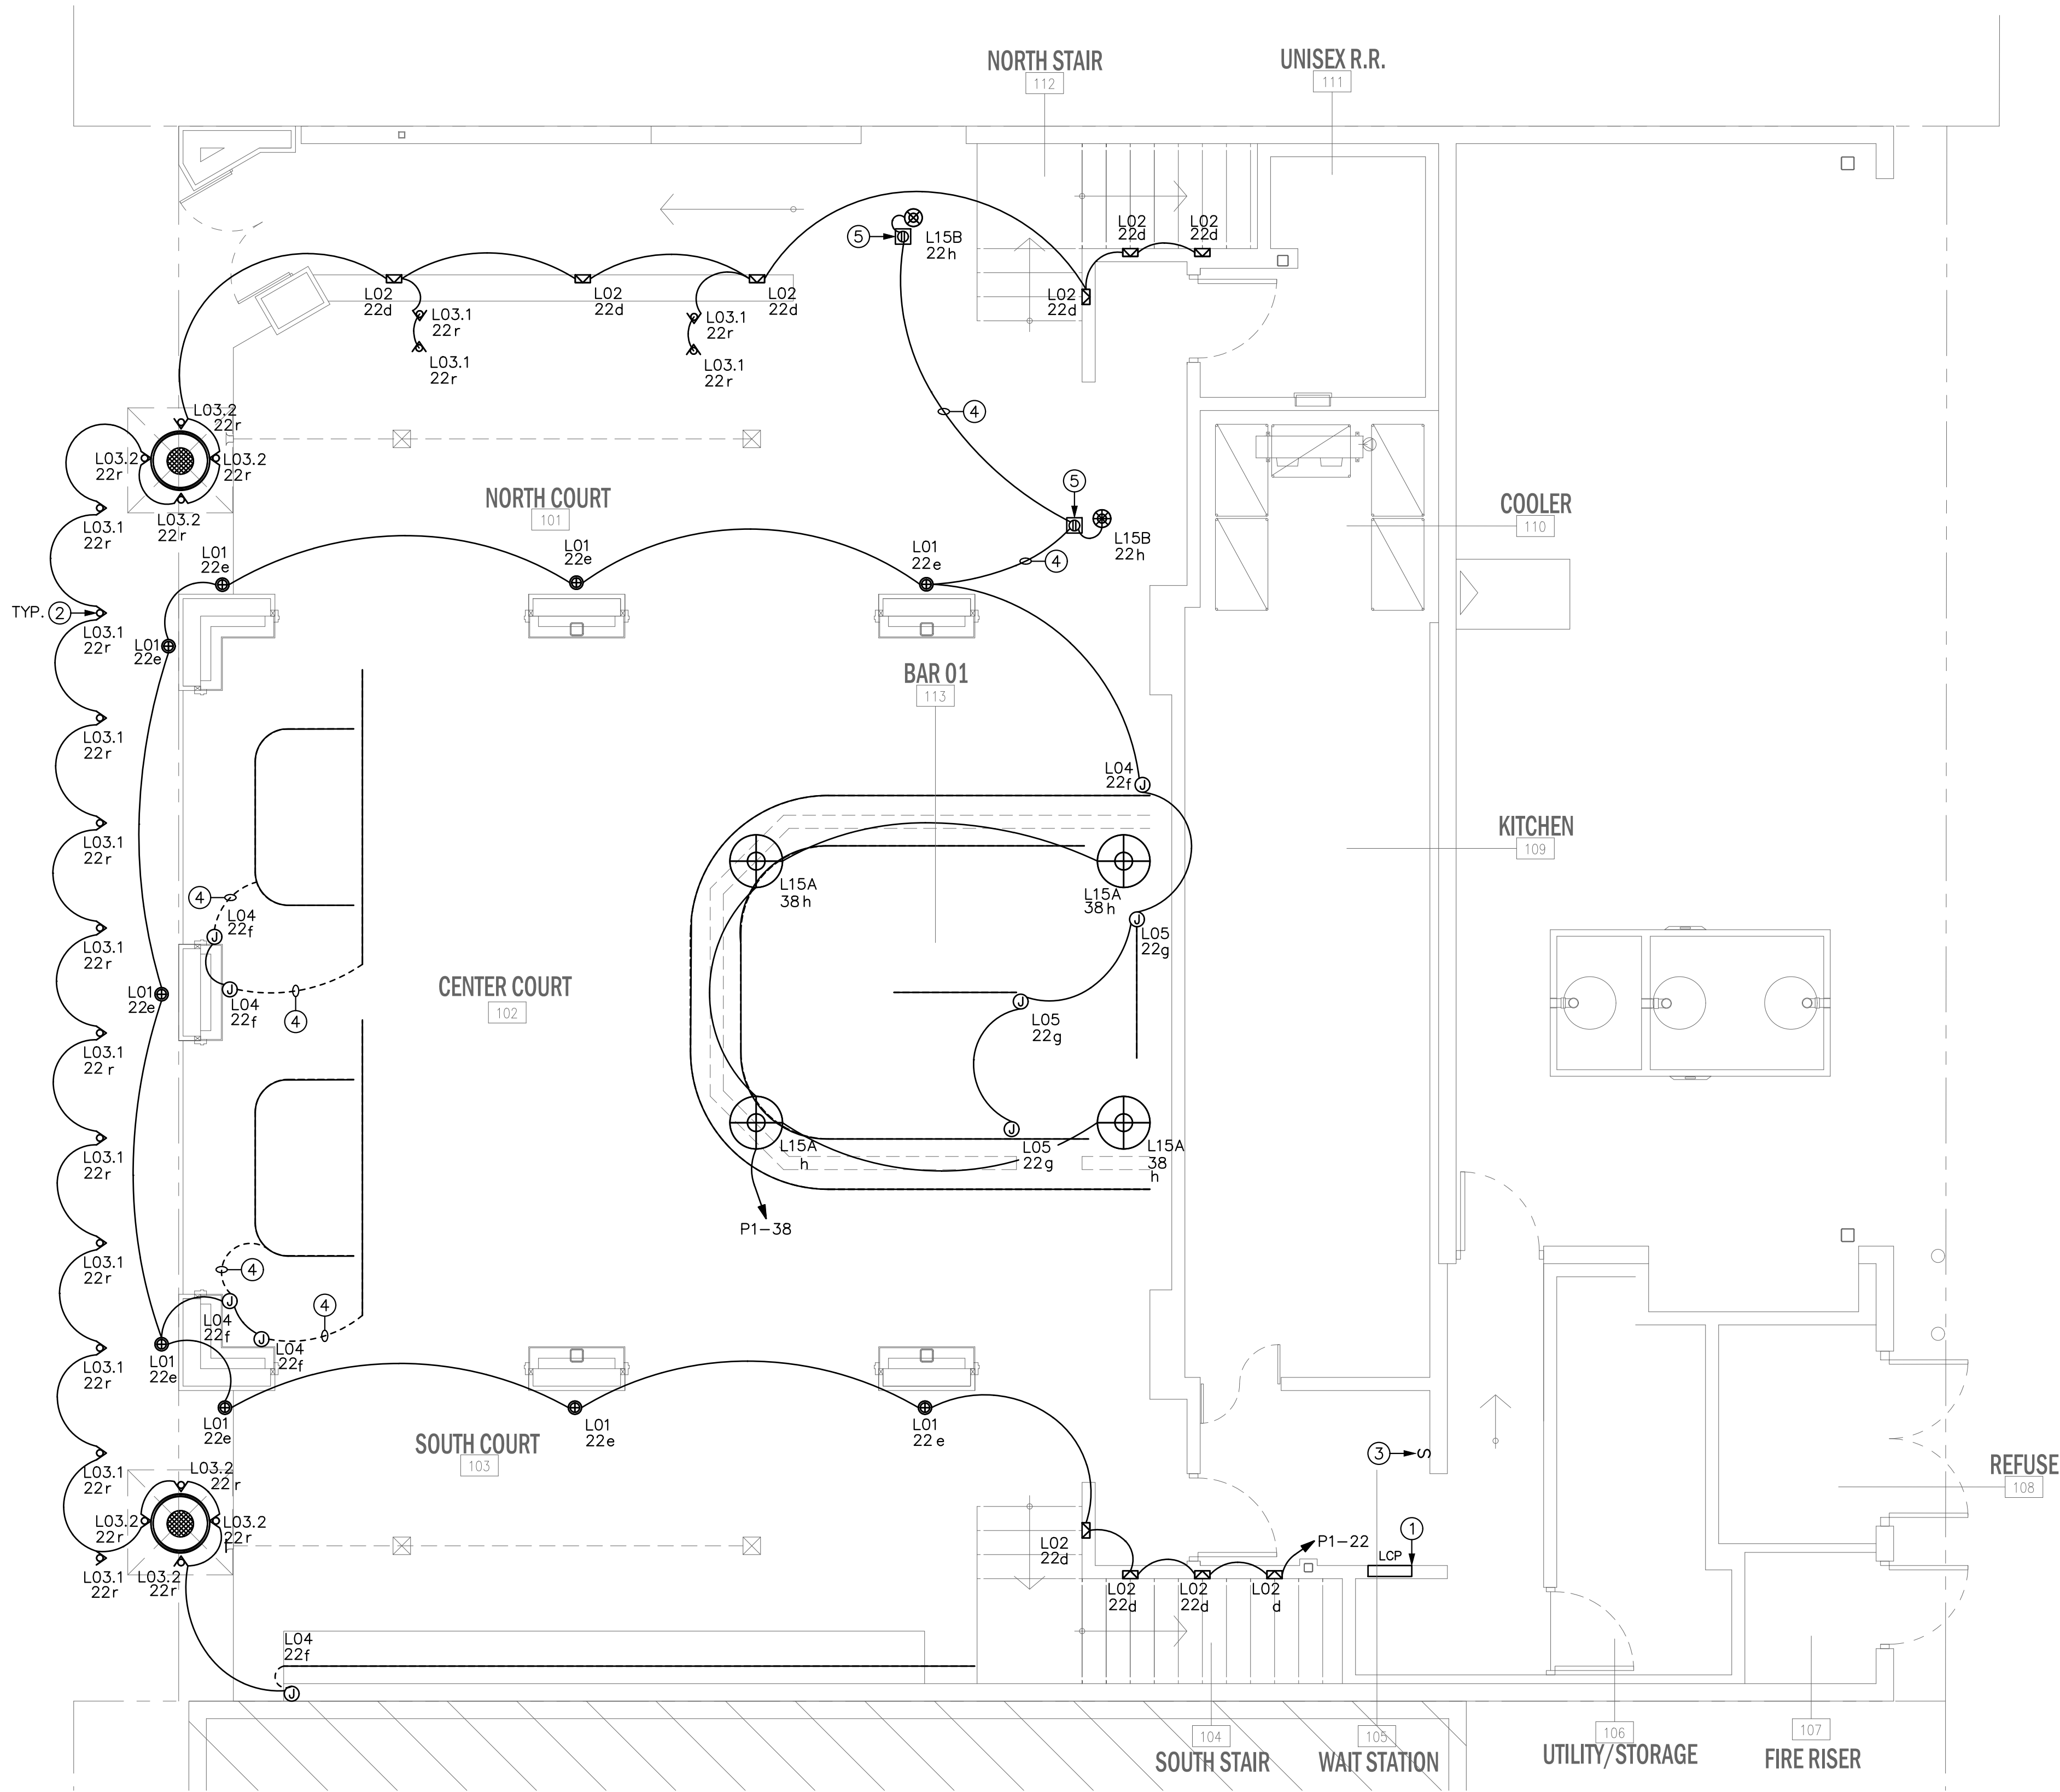 NORTH STAIR
112
UNISEX R.R.
111
L02
22d
L02
22d
5
L15B
22h
L02
22d
L02
22d
L02
22d
L02
22d
L03.1
22r
L03.1
22r
L03.1
22r
L03.1
22r
4
L03.2
22r
L03.2
22r
L03.2
22r
L03.2
22r
NORTH COURT
101
5
COOLER
110
L03.1
22r
L15B
22h
4
L01
22e
L01
22e
L01
22e
TYP. 2
L03.1
22r
L01
22e
BAR 01
113
L03.1
22r
L04
22f
L03.1
22r
KITCHEN
109
L15A
38h
L15A
38h
4
L04
22f
L03.1
22r
L05
22g
J
J
J
J
CENTER COURT
102
L01
22e
L04
22f
4
J
L05
22g
L03.1
22r
L03.1
22r
J
L15A
h
L05
22g
L15A
38
h
P1-38
L03.1
22r
4
J
L04
22f
4
J
L04
22f
L01
22e
L03.1
22r
L01
22e
L01
22e
L01
22e
SOUTH COURT
103
3
S
REFUSE
108
L03.1
22r
L03.2
22r
L03.2
22r
L03.2
22r
L03.2
22r
L03.1
22r
L02
22d
P1-22
1
LCP
L02
22d
L02
22d
L02
d
L04
22f
J
104
SOUTH STAIR
105
WAIT STATION
106
UTILITY/STORAGE
107
FIRE RISER